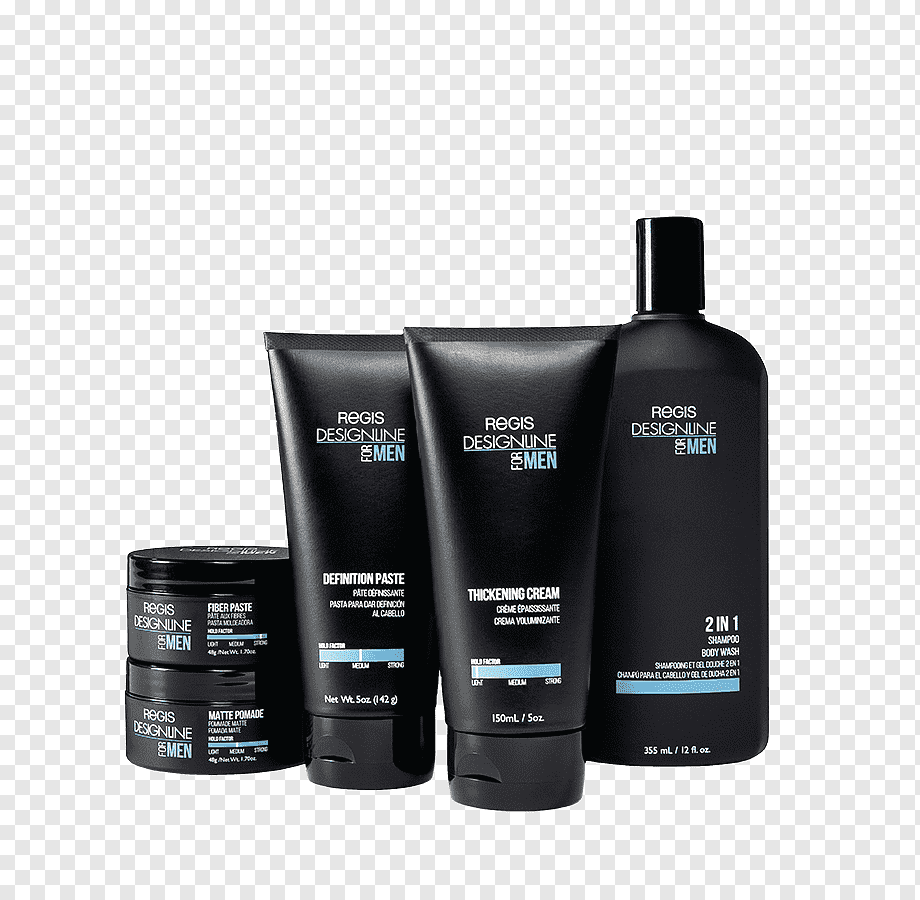 REGIS
DESIGNLINE
FOR MEN
FIBER PASTE
PÂTE AUX FIBRES
PASTA MOLDEADORA
HOLD FACTOR
LIGHT MEDIUM STRONG
48g /Net Wt. 1.70oz.
REGIS
DESIGNLINE
FOR MEN
MATTE POMADE
POMMADE MATTE
POMADA MATE
HOLD FACTOR
LIGHT MEDIUM STRONG
48g /Net Wt. 1.70oz.
REGIS
DESIGNLINE
FOR MEN
DEFINITION PASTE
PÂTE DÉFINISSANTE
PASTA PARA DAR DEFINICIÓN
AL CABELLO
HOLD FACTOR
LIGHT MEDIUM STRONG
Net Wt. 5oz. (142 g)
REGIS
DESIGNLINE
FOR MEN
THICKENING CREAM
CRÈME ÉPAISSISSANTE
CREMA VOLUMINIZANTE
HOLD FACTOR
LIGHT MEDIUM STRONG
150mL / 5oz.
REGIS
DESIGNLINE
FOR MEN
2 IN 1
SHAMPOO
BODY WASH
SHAMPOOING ET GEL DOUCHE 2 EN 1
CHAMPÚ PARA EL CABELLO Y GEL DE DUCHA 2 EN 1
355 mL / 12 fl. oz.